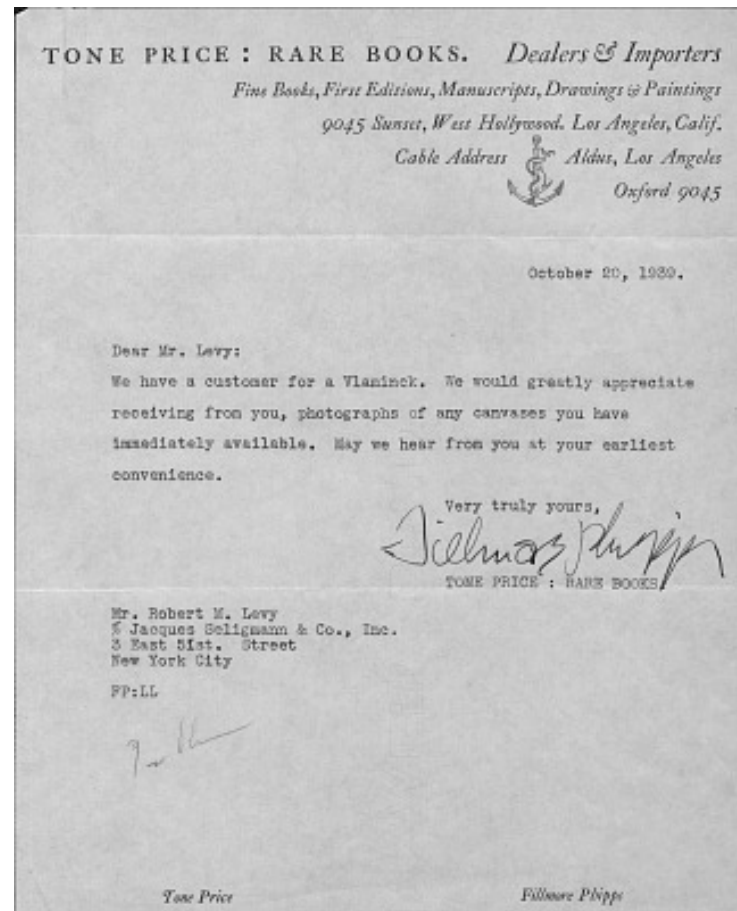 TONE PRICE : RARE BOOKS. Dealers & Importers
Fine Books, First Editions, Manuscripts, Drawings & Paintings
9045 Sunset, West Hollywood. Los Angeles, Calif.
Cable Address Aldus, Los Angeles
Oxford 9045
October 20, 1939.
Dear Mr. Levy:
We have a customer for a Vlaminck. We would greatly appreciate
receiving from you, photographs of any canvases you have
immediately available. May we hear from you at your earliest
convenience.
Very truly yours,
Fillmore Phipps
TONE PRICE : RARE BOOKS
Mr. Robert M. Levy
% Jacques Seligmann & Co., Inc.
3 East 51st. Street
New York City
FP:LL
Tone Price Fillmore Phipps